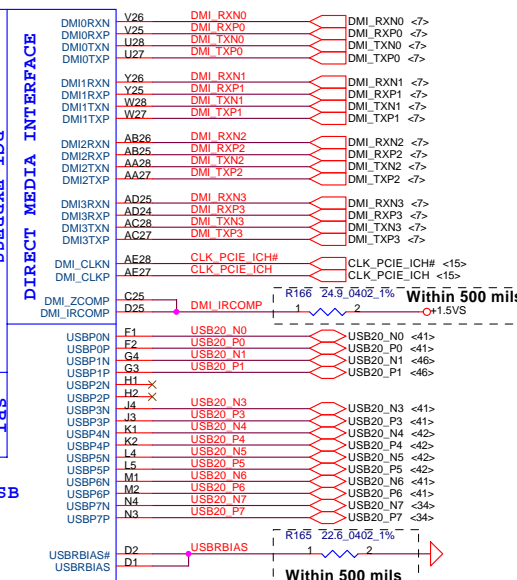 DMI0RXN V26 DMI_RXN0 DMI_RXN0 <7>
DMI0RXP V25 DMI_RXP0 DMI_RXP0 <7>
DMI0TXN U28 DMI_TXN0 DMI_TXN0 <7>
DMI0TXP U27 DMI_TXP0 DMI_TXP0 <7>
DMI1RXN Y26 DMI_RXN1 DMI_RXN1 <7>
DMI1RXP Y25 DMI_RXP1 DMI_RXP1 <7>
DMI1TXN W28 DMI_TXN1 DMI_TXN1 <7>
DMI1TXP W27 DMI_TXP1 DMI_TXP1 <7>
DMI2RXN AB26 DMI_RXN2 DMI_RXN2 <7>
DMI2RXP AB25 DMI_RXP2 DMI_RXP2 <7>
DMI2TXN AA28 DMI_TXN2 DMI_TXN2 <7>
DMI2TXP AA27 DMI_TXP2 DMI_TXP2 <7>
DMI3RXN AD25 DMI_RXN3 DMI_RXN3 <7>
DMI3RXP AD24 DMI_RXP3 DMI_RXP3 <7>
DMI3TXN AC28 DMI_TXN3 DMI_TXN3 <7>
DMI3TXP AC27 DMI_TXP3 DMI_TXP3 <7>
DIRECT MEDIA INTERFACE
DMI_CLKN AE28 CLK_PCIE_ICH# CLK_PCIE_ICH# <15>
DMI_CLKP AE27 CLK_PCIE_ICH CLK_PCIE_ICH <15>
R166 24.9_0402_1% Within 500 mils
DMI_ZCOMP C25
DMI_IRCOMP D25 DMI_IRCOMP 1 2 +1.5VS
USBP0N F1 USB20_N0 USB20_N0 <41>
USBP0P F2 USB20_P0 USB20_P0 <41>
USBP1N G4 USB20_N1 USB20_N1 <46>
USBP1P G3 USB20_P1 USB20_P1 <46>
USBP2N H1
USBP2P H2
USBP3N J4 USB20_N3 USB20_N3 <41>
USBP3P J3 USB20_P3 USB20_P3 <41>
USBP4N K1 USB20_N4 USB20_N4 <42>
USBP4P K2 USB20_P4 USB20_P4 <42>
USBP5N L4 USB20_N5 USB20_N5 <42>
USBP5P L5 USB20_P5 USB20_P5 <42>
USBP6N M1 USB20_N6 USB20_N6 <41>
USBP6P M2 USB20_P6 USB20_P6 <41>
USBP7N N4 USB20_N7 USB20_N7 <34>
USBP7P N3 USB20_P7 USB20_P7 <34>
SB
R165 22.6_0402_1%
USBRBIAS# D2 USBRBIAS 1 2
USBRBIAS D1
Within 500 mils